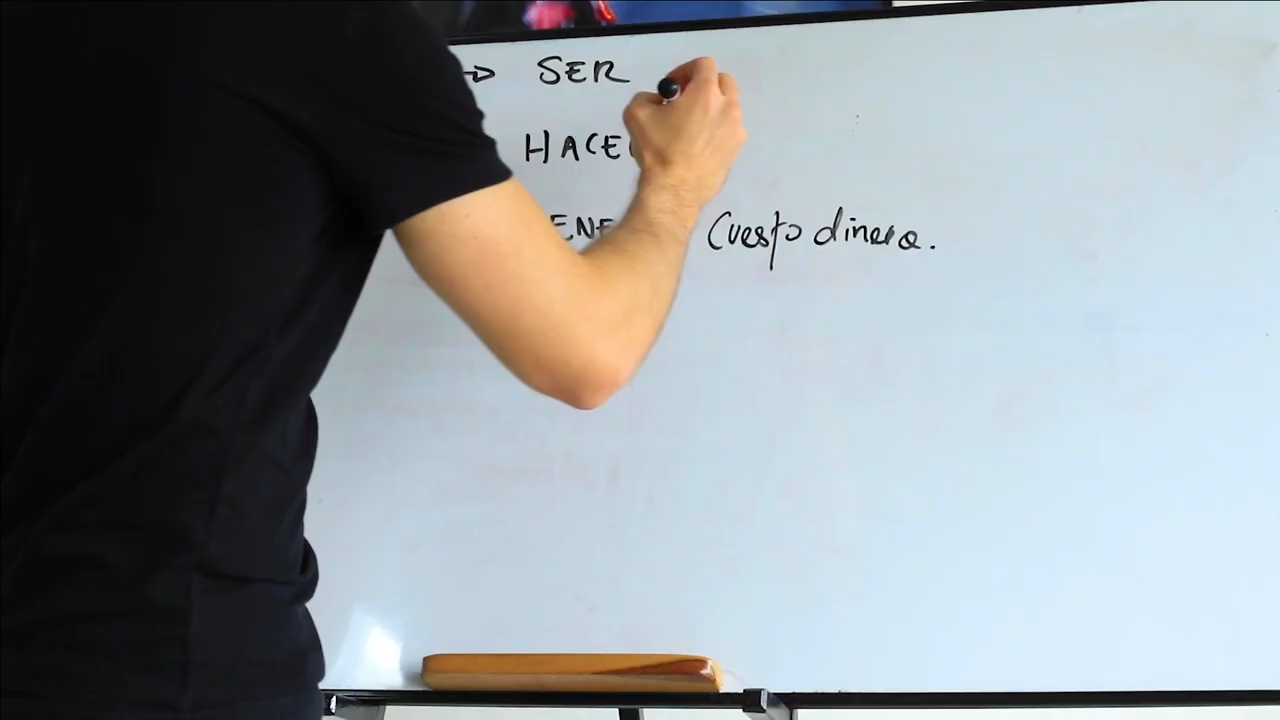 → SER
HACE
ENE Cuesto dinero.